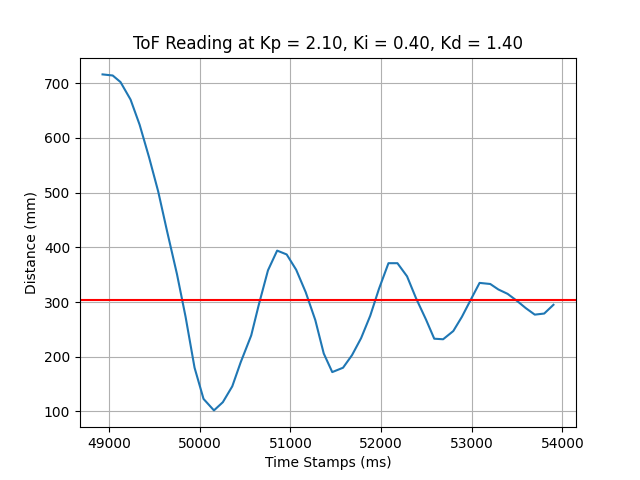 ToF Reading at Kp = 2.10, Ki = 0.40, Kd = 1.40
700
600
500
400
300
200
100
Distance (mm)
49000 50000 51000 52000 53000 54000
Time Stamps (ms)